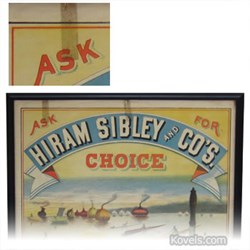 ASK
ASK FOR
HIRAM SIBLEY AND CO'S.
CHOICE
Kovels.com